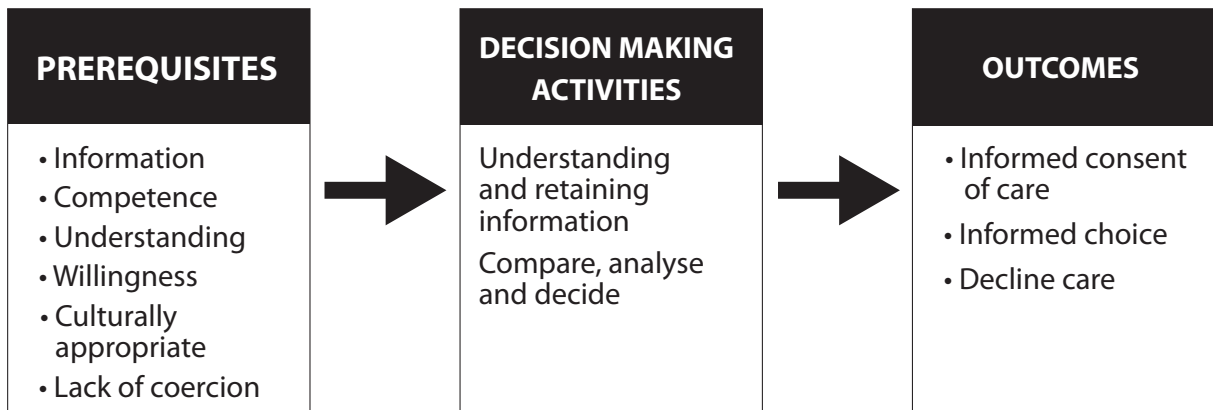 PREREQUISITES
• Information
• Competence
• Understanding
• Willingness
• Culturally
appropriate
• Lack of coercion
DECISION MAKING
ACTIVITIES
Understanding
and retaining
information
Compare, analyse
and decide
OUTCOMES
• Informed consent
of care
• Informed choice
• Decline care